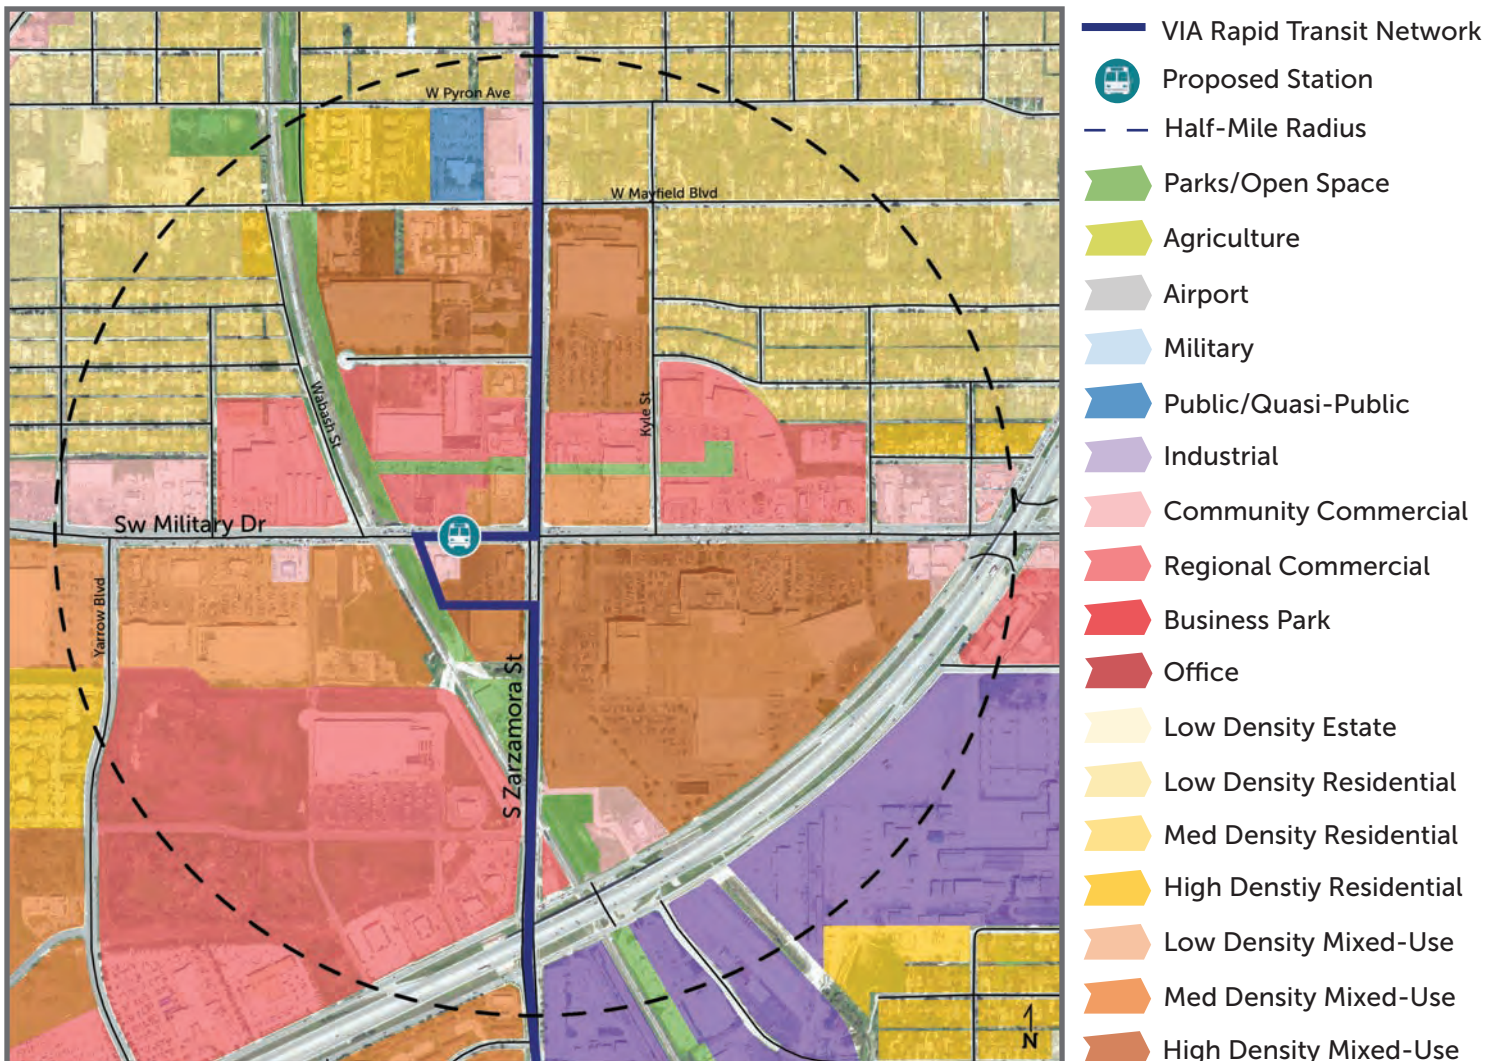 W Pyron Ave
W Mayfield Blvd
Wabash St
Kyle St
Sw Military Dr
Yarrow Blvd
S Zarzamora St
N
VIA Rapid Transit Network
Proposed Station
Half-Mile Radius
Parks/Open Space
Agriculture
Airport
Military
Public/Quasi-Public
Industrial
Community Commercial
Regional Commercial
Business Park
Office
Low Density Estate
Low Density Residential
Med Density Residential
High Denstiy Residential
Low Density Mixed-Use
Med Density Mixed-Use
High Density Mixed-Use